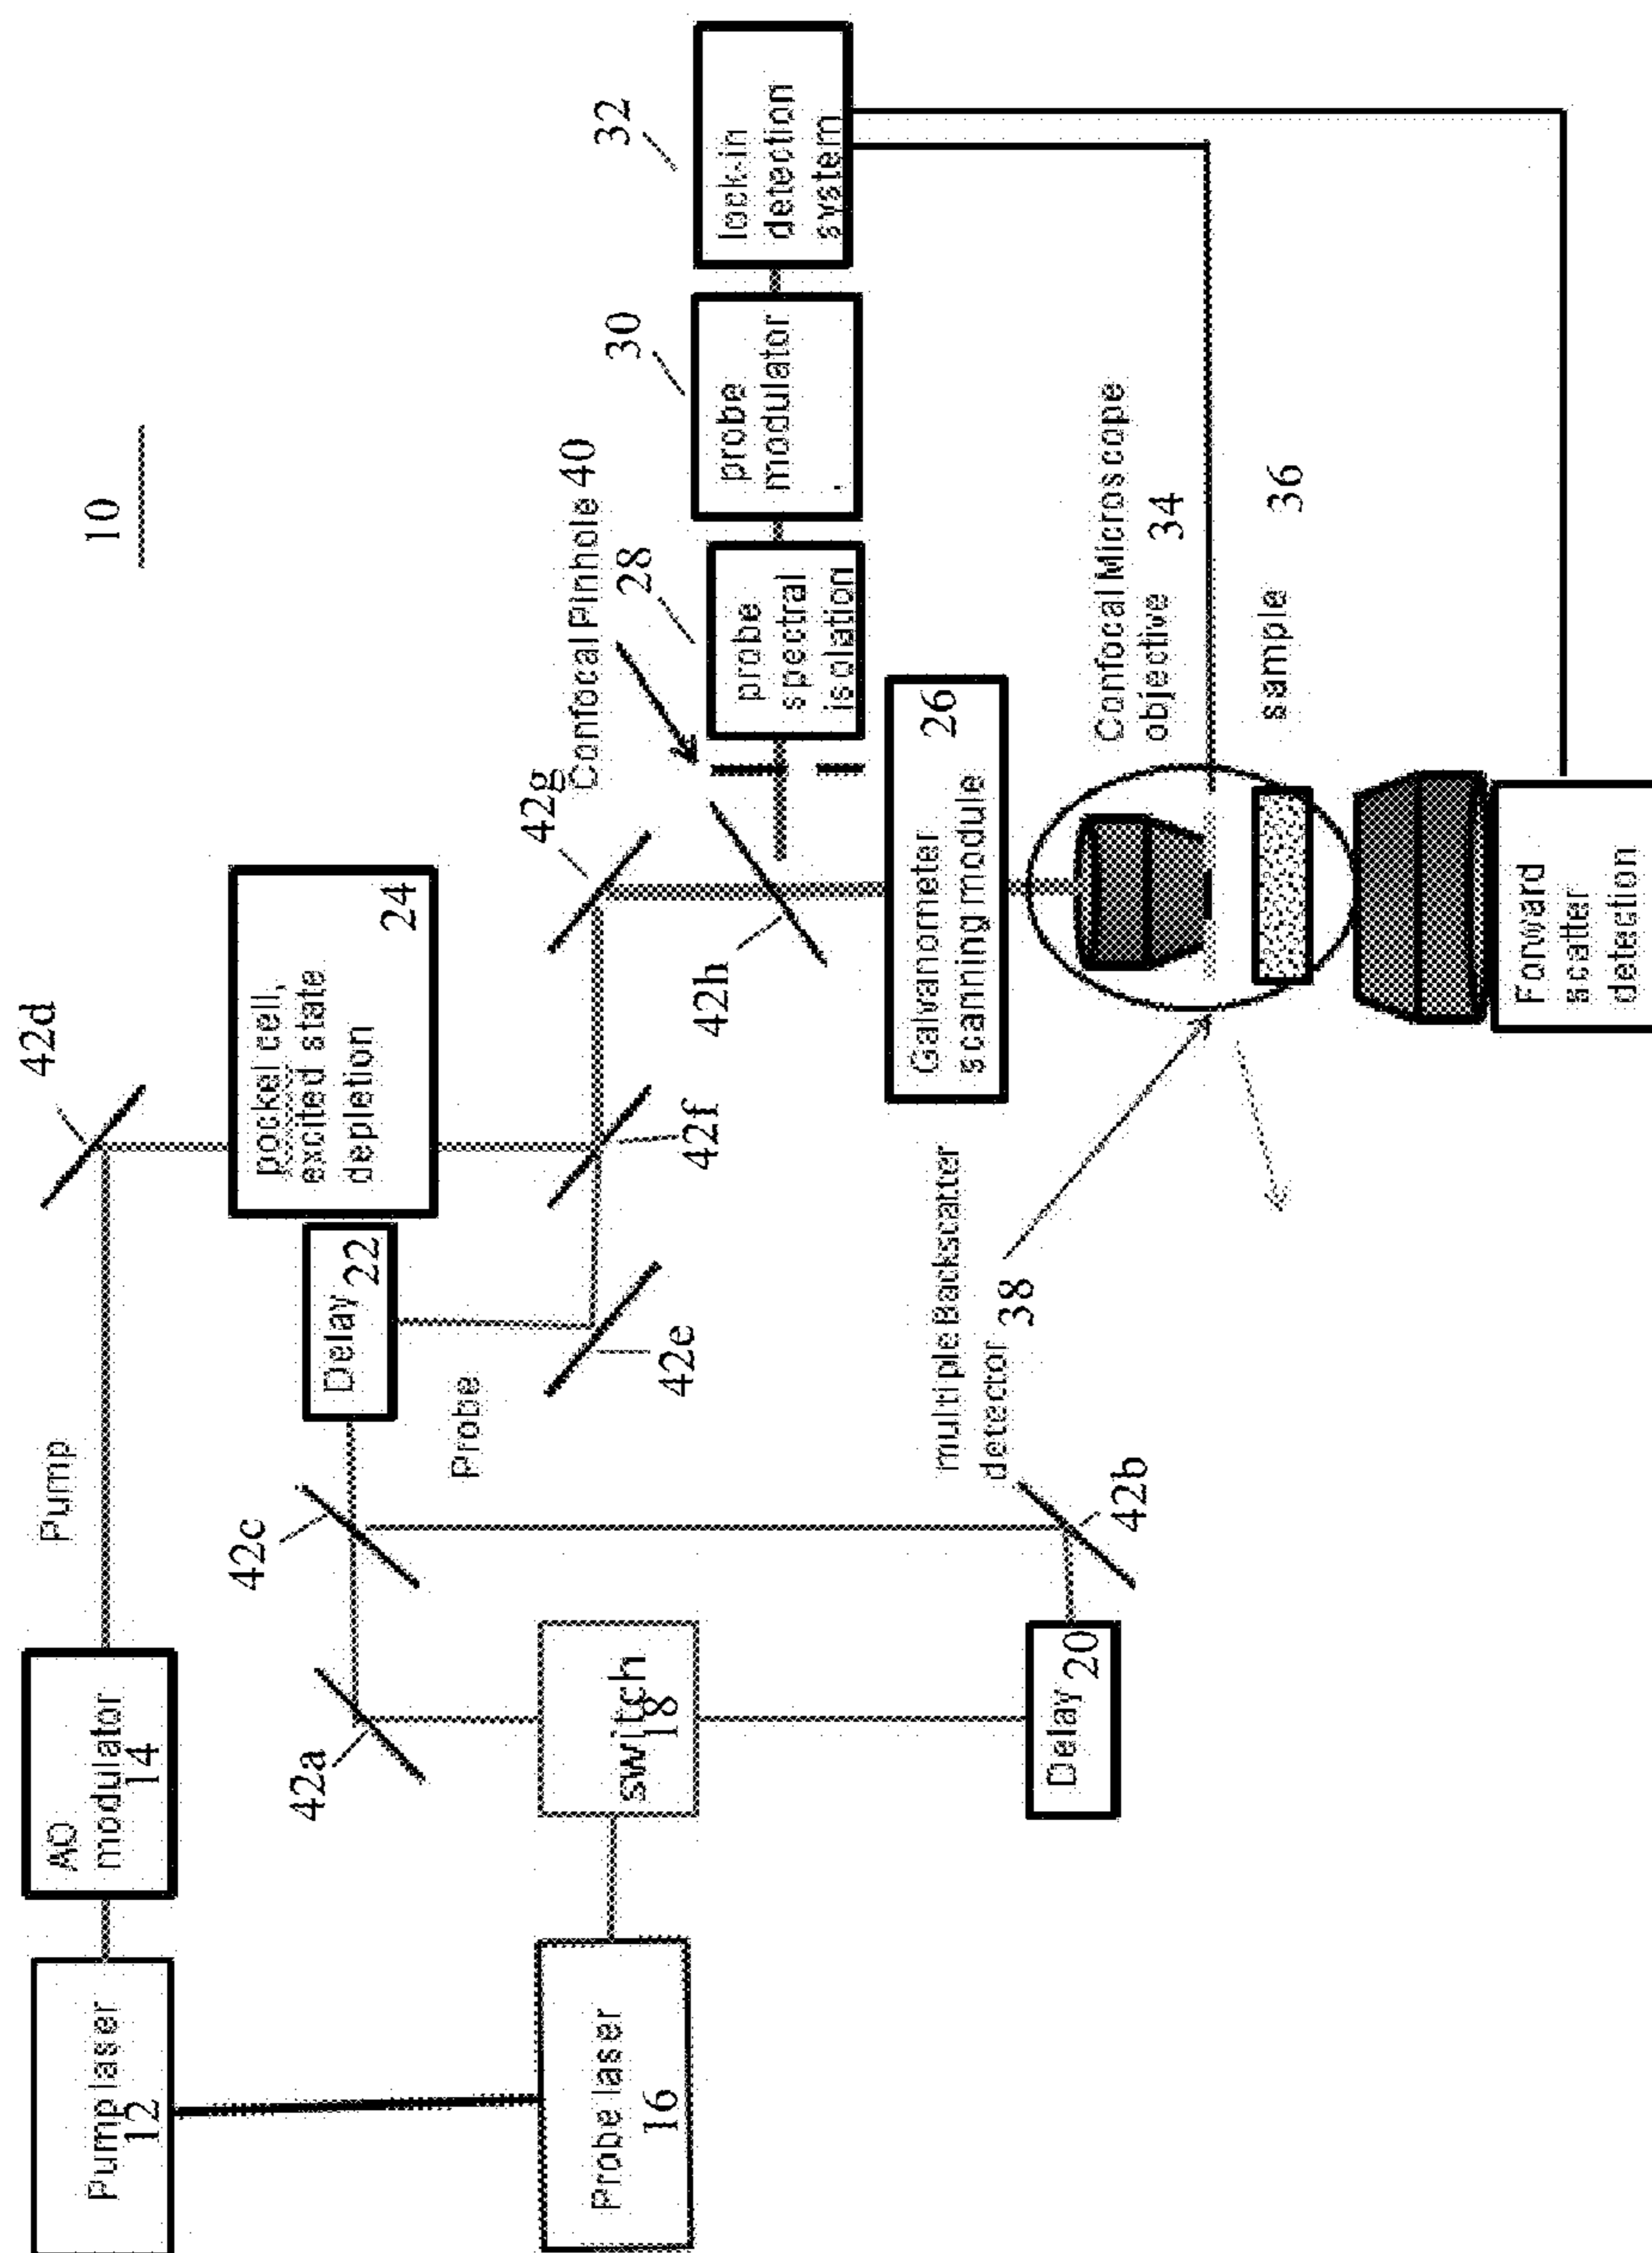 10
Pump laser
12
AO
modulator
14
Pump
42d
pocket cell,
excited state
depletion
24
Delay 22
Probe
42a
42c
42e
42f
42g
42h
Probe laser
16
switch
18
Delay 20
42b
Confocal Pinhole 40
28
probe
spectral
isolation
30
probe
modulator
32
lock-in
detection
system
Galvanometer
scanning module
26
multiple Backscatter
detector 38
Confocal Microscope
objective 34
sample 36
Forward
scatter
detection